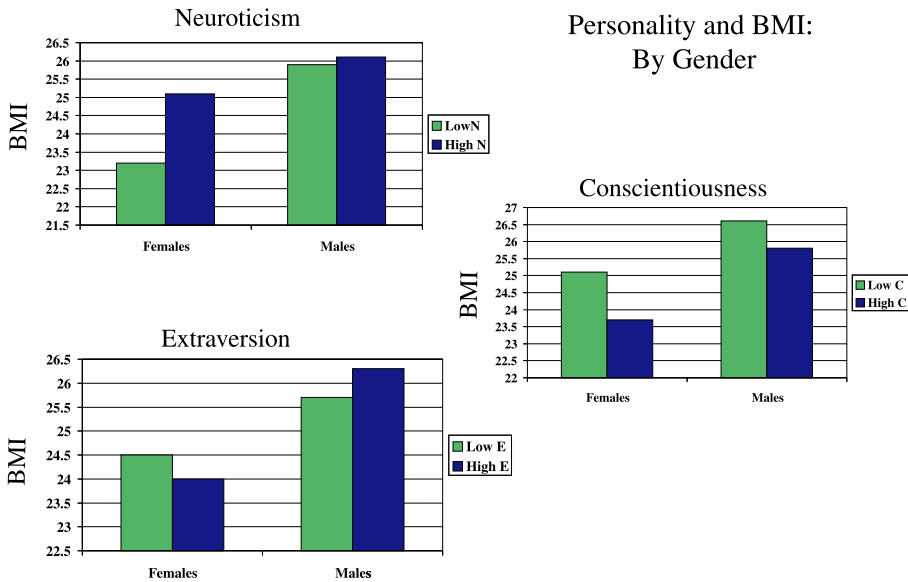 Neuroticism
BMI
26.5
26
25.5
25
24.5
24
23.5
23
22.5
22
21.5
Females Males
LowN
High N
Personality and BMI:
By Gender
Conscientiousness
BMI
27
26.5
26
25.5
25
24.5
24
23.5
23
22.5
22
Females Males
Low C
High C
Extraversion
BMI
26.5
26
25.5
25
24.5
24
23.5
23
22.5
Females Males
Low E
High E